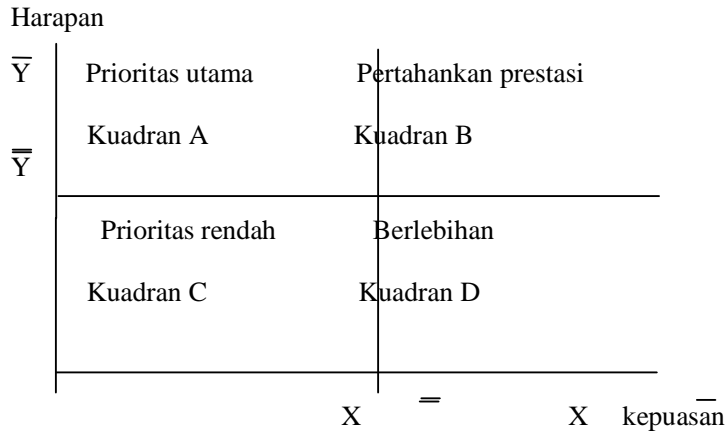 Harapan
Y̅ Prioritas utama Pertahankan prestasi
Kuadran A Kuadran B
Y̿
Prioritas rendah Berlebihan
Kuadran C Kuadran D
X X kepuasan